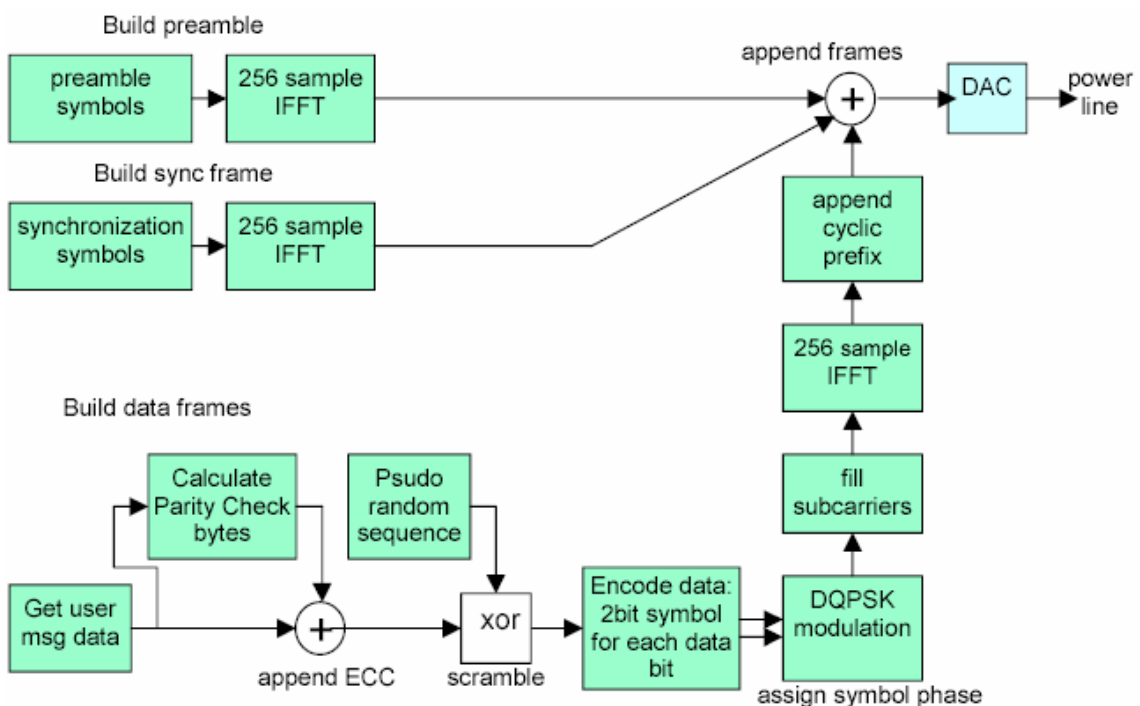 Build preamble
preamble
symbols
256 sample
IFFT
append frames
+
DAC
power
line
Build sync frame
synchronization
symbols
256 sample
IFFT
append
cyclic
prefix
256 sample
IFFT
Build data frames
Calculate
Parity Check
bytes
Psudo
random
sequence
fill
subcarriers
Get user
msg data
+
append ECC
xor
scramble
Encode data:
2bit symbol
for each data
bit
DQPSK
modulation
assign symbol phase